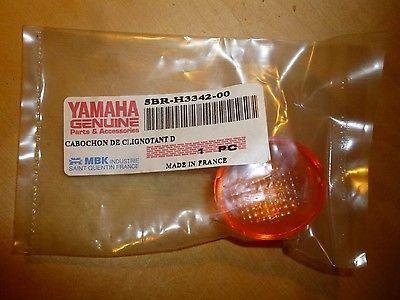 YAMAHA
GENUINE
Parts & Accessories
5BR-H3342-00
CABOCHON DE CLIGNOTANT D
1 PC
MBK INDUSTRIE
SAINT QUENTIN FRANCE
MADE IN FRANCE